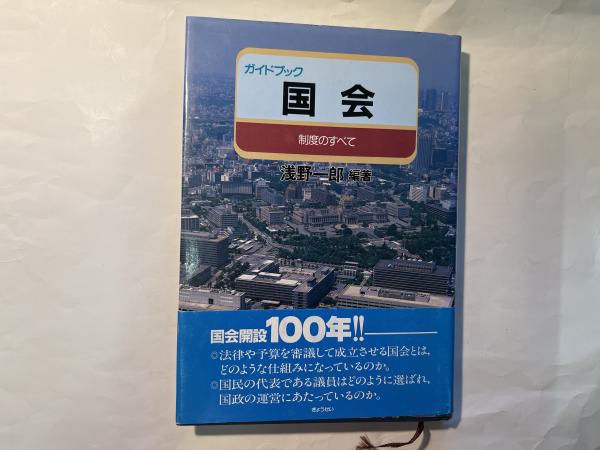 ガイドブック
国会
制度のすべて
浅野一郎 編著
国会開設100年!!
◎法律や予算を審議して成立させる国会とは、
どのような仕組みになっているのか。
◎国民の代表である議員はどのように選ばれ、
国政の運営にあたっているのか。
ぎょうせい